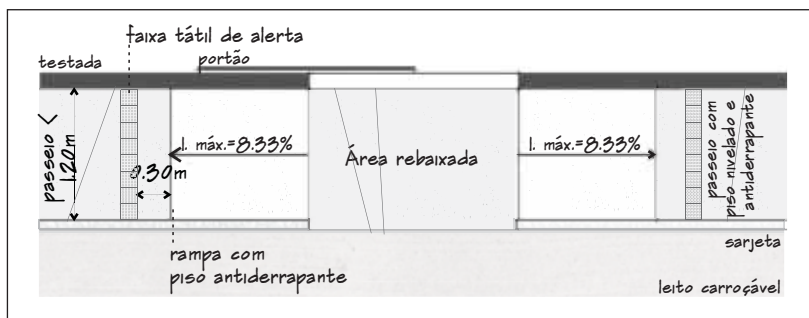 faixa tátil de alerta
portão
testada
passeio <
1.20m
0.30m
I. máx.=8.33%
Área rebaixada
I. máx.=8.33%
passeio com
piso nivelado e
antiderrapante
sarjeta
rampa com
piso antiderrapante
leito carroçável